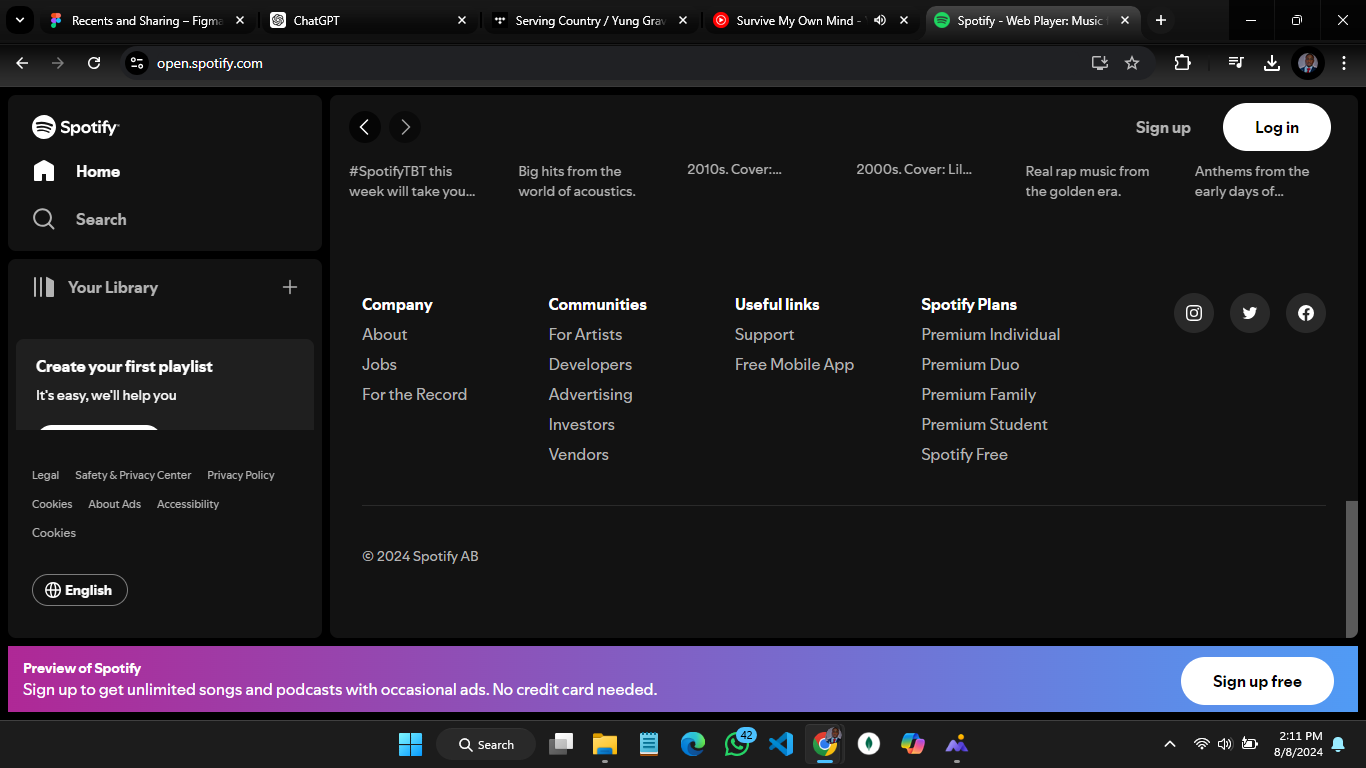 Recents and Sharing – Figma
ChatGPT
Serving Country / Yung Grav
Survive My Own Mind -
Spotify - Web Player: Music
open.spotify.com
Spotify
Home
Search
Your Library
Create your first playlist
It's easy, we'll help you
Legal Safety & Privacy Center Privacy Policy
Cookies About Ads Accessibility
Cookies
English
Sign up
Log in
#SpotifyTBT this
week will take you...
Big hits from the
world of acoustics.
2010s. Cover:...
2000s. Cover: Lil...
Real rap music from
the golden era.
Anthems from the
early days of...
Company
About
Jobs
For the Record
Communities
For Artists
Developers
Advertising
Investors
Vendors
Useful links
Support
Free Mobile App
Spotify Plans
Premium Individual
Premium Duo
Premium Family
Premium Student
Spotify Free
© 2024 Spotify AB
Preview of Spotify
Sign up to get unlimited songs and podcasts with occasional ads. No credit card needed.
Sign up free
Search
42
2:11 PM
8/8/2024